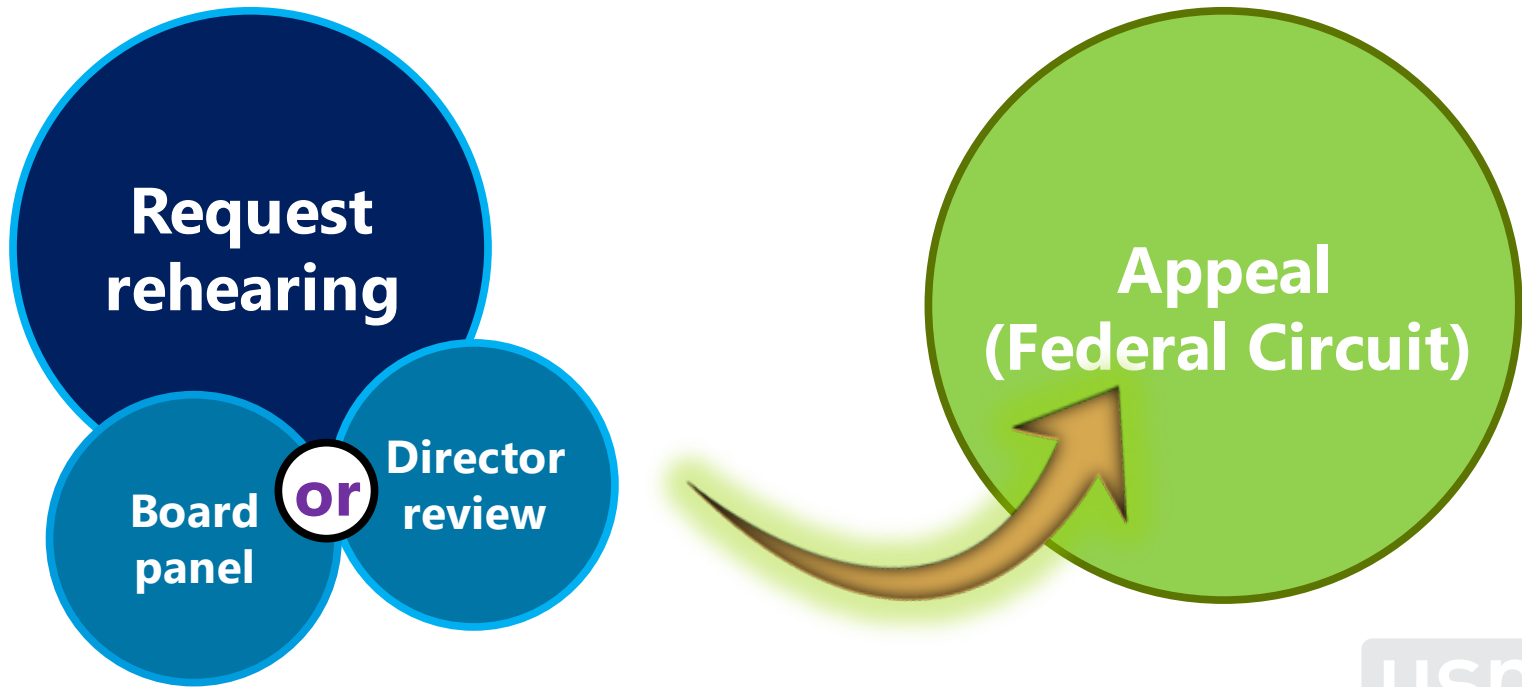 Request
rehearing
Board
panel
or
Director
review
Appeal
(Federal Circuit)